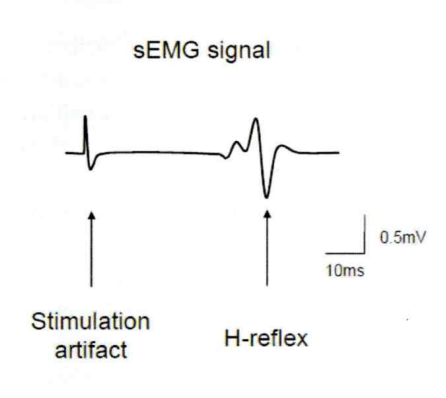 sEMG signal
0.5mV
10ms
Stimulation
artifact
H-reflex